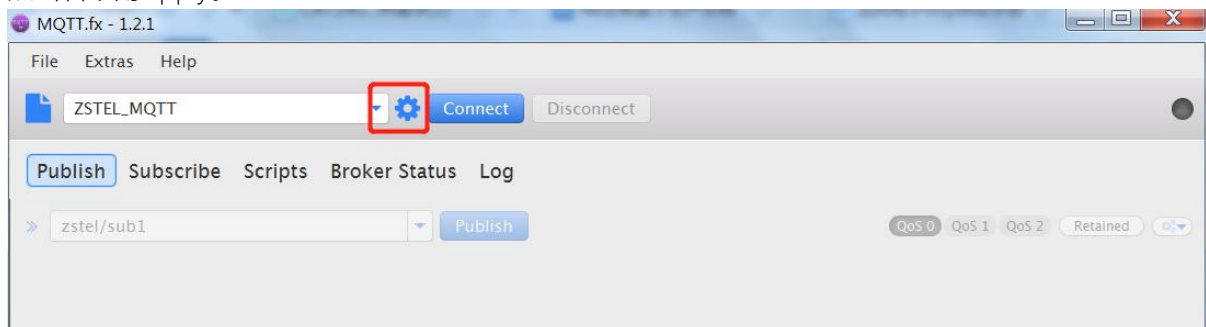 MQTT.fx - 1.2.1
File Extras Help
ZSTEL_MQTT Connect Disconnect
Publish Subscribe Scripts Broker Status Log
zstel/sub1 Publish QoS 0 QoS 1 QoS 2 Retained